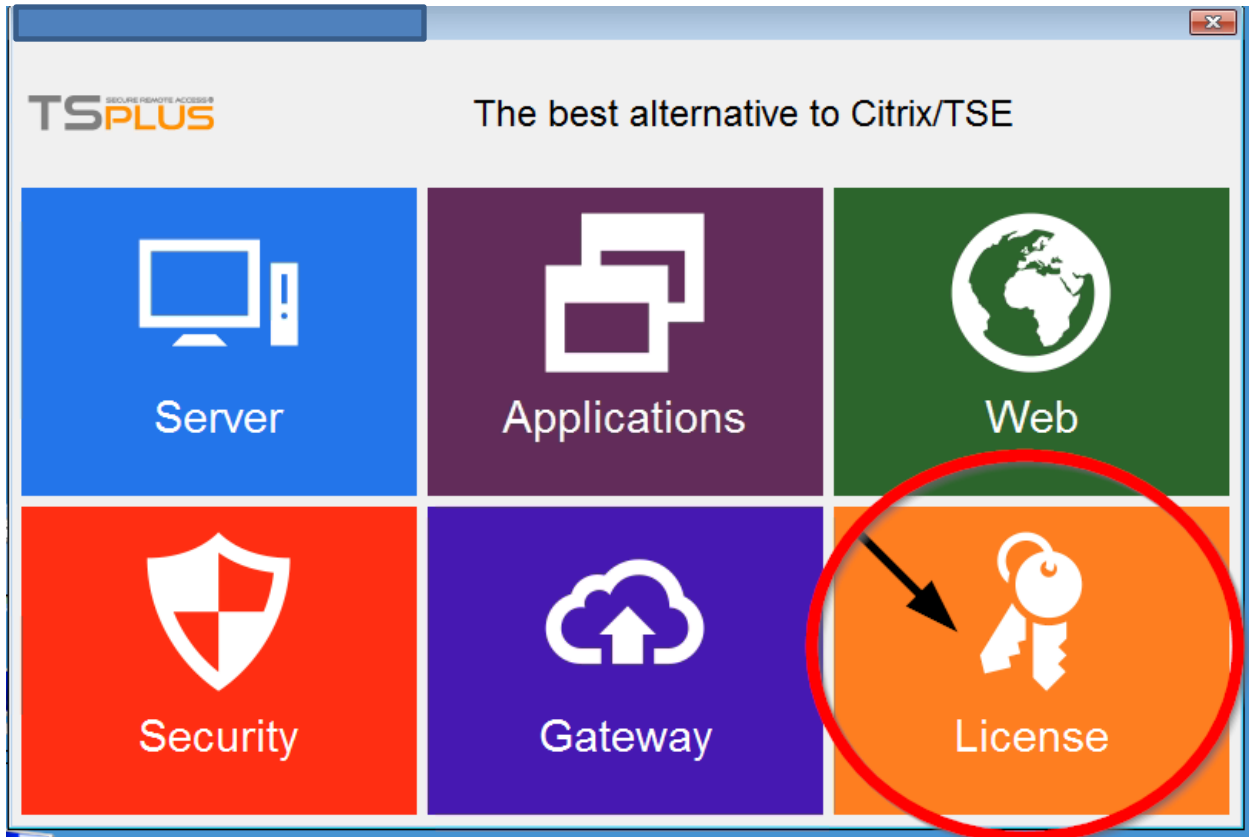 TSPLUS
SECURE REMOTE ACCESS®
The best alternative to Citrix/TSE
Server
Applications
Web
Security
Gateway
License